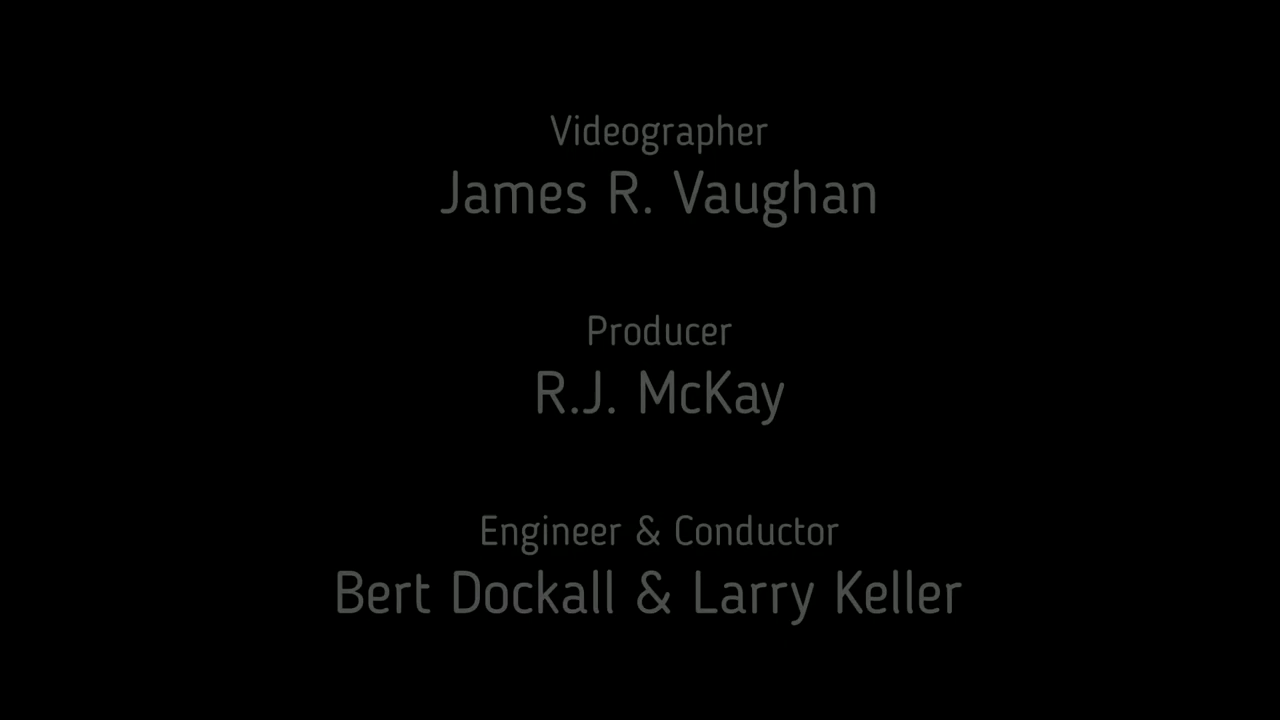 Videographer
James R. Vaughan
Producer
R.J. McKay
Engineer & Conductor
Bert Dockall & Larry Keller